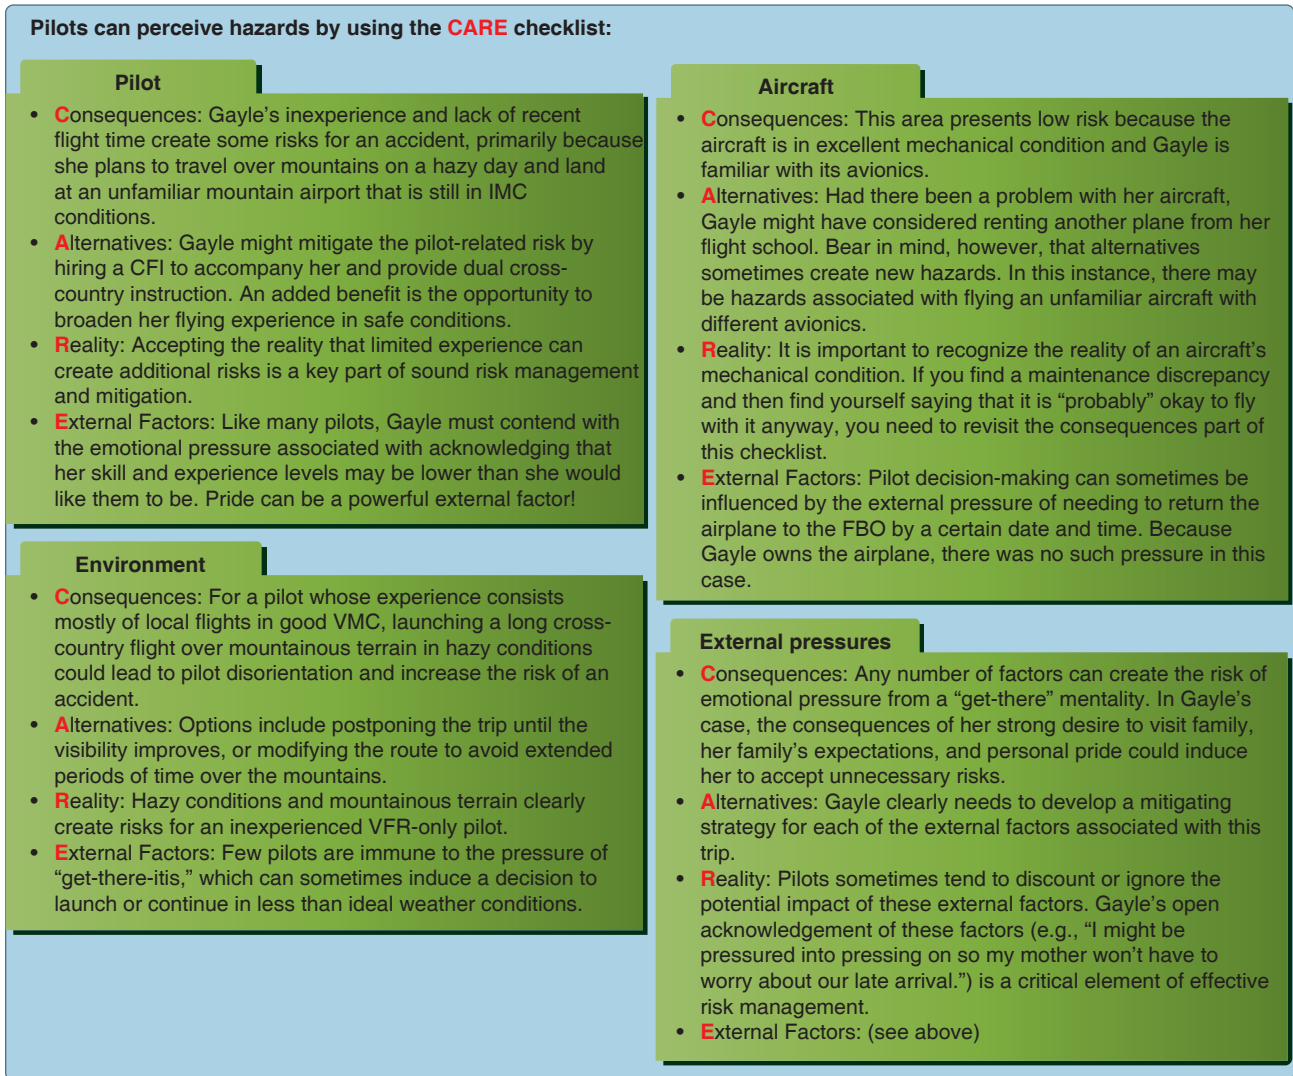 Pilots can perceive hazards by using the CARE checklist:
Pilot
• Consequences: Gayle's inexperience and lack of recent
flight time create some risks for an accident, primarily because
she plans to travel over mountains on a hazy day and land
at an unfamiliar mountain airport that is still in IMC
conditions.
• Alternatives: Gayle might mitigate the pilot-related risk by
hiring a CFI to accompany her and provide dual cross-
country instruction. An added benefit is the opportunity to
broaden her flying experience in safe conditions.
• Reality: Accepting the reality that limited experience can
create additional risks is a key part of sound risk management
and mitigation.
• External Factors: Like many pilots, Gayle must contend with
the emotional pressure associated with acknowledging that
her skill and experience levels may be lower than she would
like them to be. Pride can be a powerful external factor!
Environment
• Consequences: For a pilot whose experience consists
mostly of local flights in good VMC, launching a long cross-
country flight over mountainous terrain in hazy conditions
could lead to pilot disorientation and increase the risk of an
accident.
• Alternatives: Options include postponing the trip until the
visibility improves, or modifying the route to avoid extended
periods of time over the mountains.
• Reality: Hazy conditions and mountainous terrain clearly
create risks for an inexperienced VFR-only pilot.
• External Factors: Few pilots are immune to the pressure of
“get-there-itis,” which can sometimes induce a decision to
launch or continue in less than ideal weather conditions.
Aircraft
• Consequences: This area presents low risk because the
aircraft is in excellent mechanical condition and Gayle is
familiar with its avionics.
• Alternatives: Had there been a problem with her aircraft,
Gayle might have considered renting another plane from her
flight school. Bear in mind, however, that alternatives
sometimes create new hazards. In this instance, there may
be hazards associated with flying an unfamiliar aircraft with
different avionics.
• Reality: It is important to recognize the reality of an aircraft's
mechanical condition. If you find a maintenance discrepancy
and then find yourself saying that it is “probably” okay to fly
with it anyway, you need to revisit the consequences part of
this checklist.
• External Factors: Pilot decision-making can sometimes be
influenced by the external pressure of needing to return the
airplane to the FBO by a certain date and time. Because
Gayle owns the airplane, there was no such pressure in this
case.
External pressures
• Consequences: Any number of factors can create the risk of
emotional pressure from a “get-there” mentality. In Gayle's
case, the consequences of her strong desire to visit family,
her family's expectations, and personal pride could induce
her to accept unnecessary risks.
• Alternatives: Gayle clearly needs to develop a mitigating
strategy for each of the external factors associated with this
trip.
• Reality: Pilots sometimes tend to discount or ignore the
potential impact of these external factors. Gayle's open
acknowledgement of these factors (e.g., “I might be
pressured into pressing on so my mother won't have to
worry about our late arrival.”) is a critical element of effective
risk management.
• External Factors: (see above)